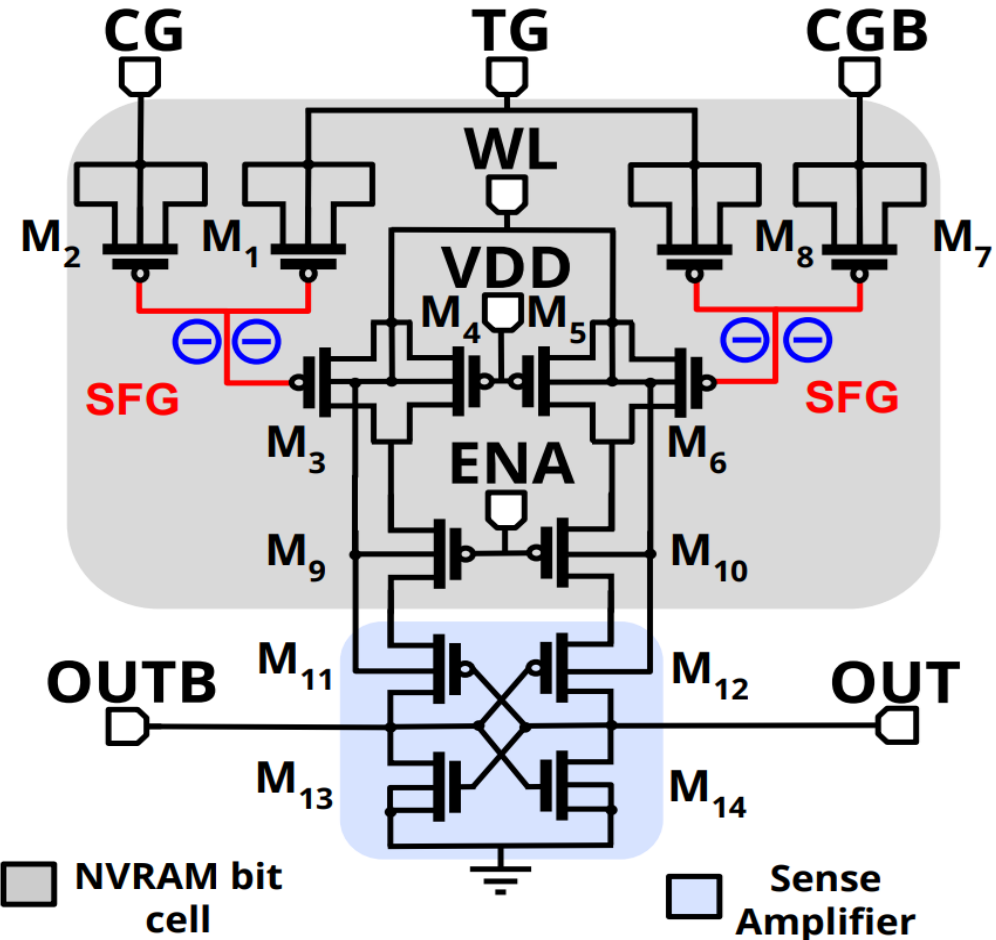 CG TG CGB
WL
M2 M1 M8 M7
VDD
M4 M5
SFG SFG
M3 M6
ENA
M9 M10
M11 M12
OUTB OUT
M13 M14
NVRAM bit
cell
Sense
Amplifier